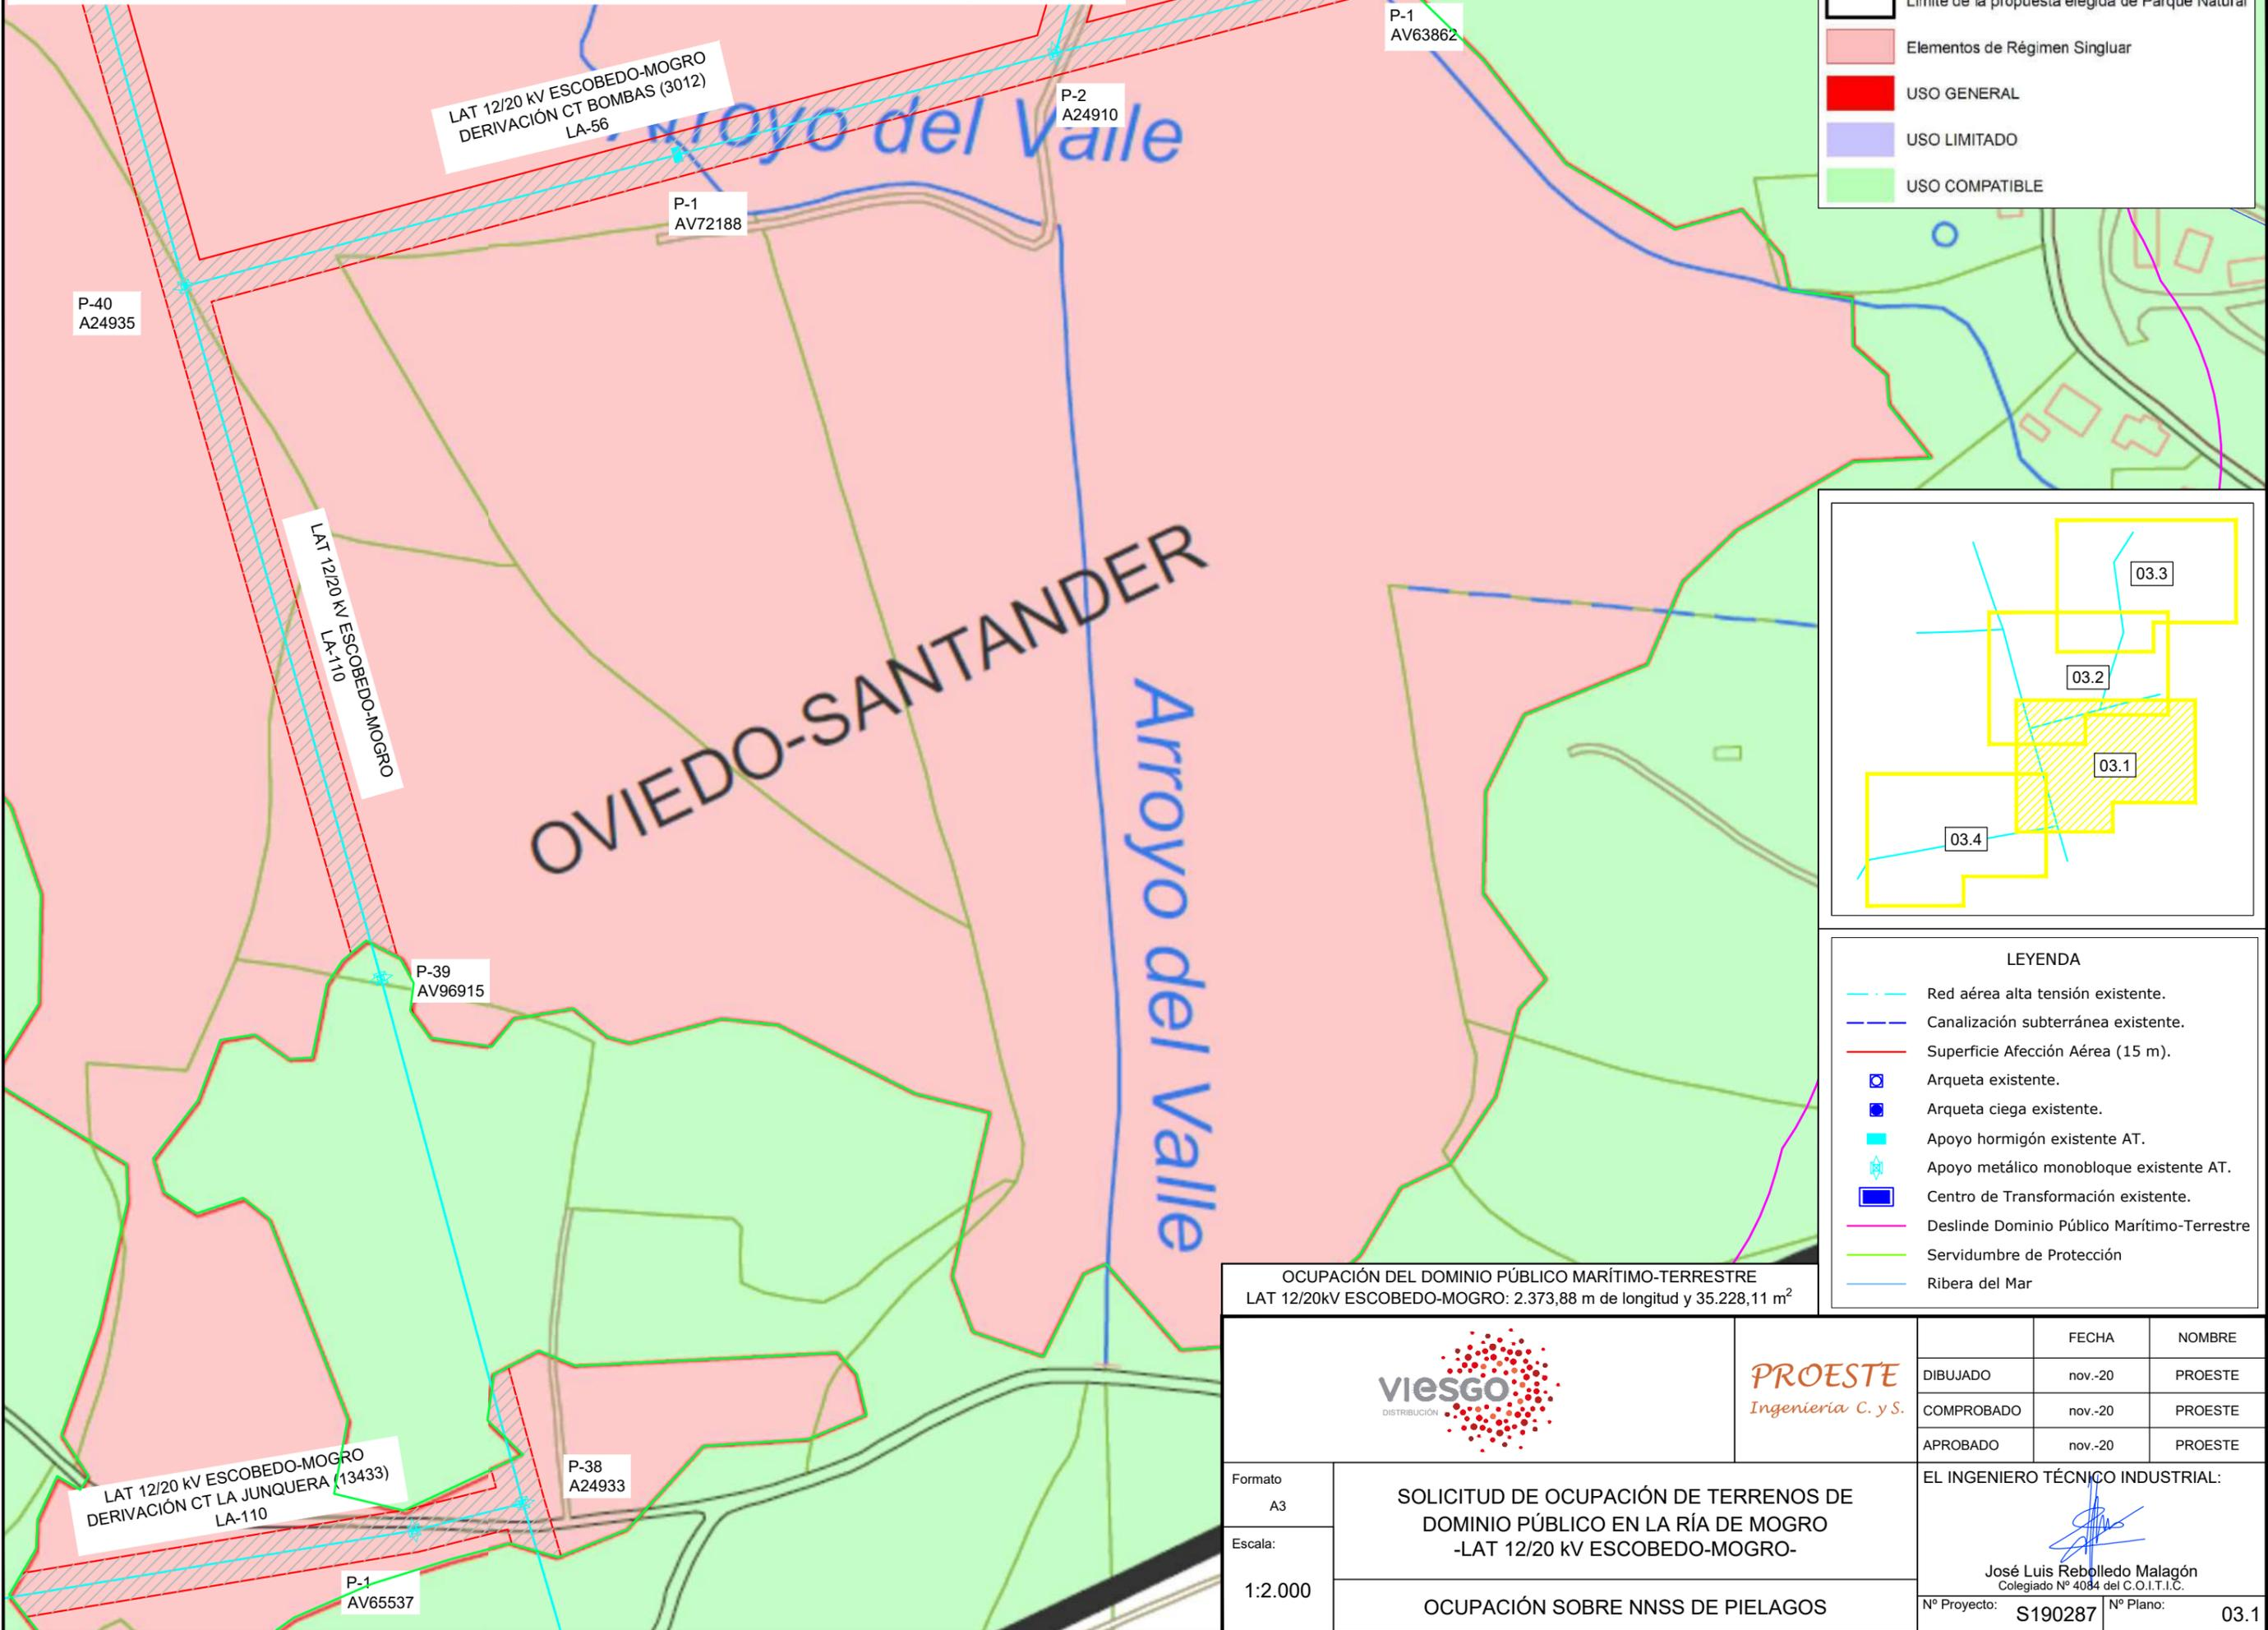 Límite de la propuesta elegida de Parque Natural
Elementos de Régimen Singluar
USO GENERAL
USO LIMITADO
USO COMPATIBLE
P-1
AV63862
LAT 12/20 kV ESCOBEDO-MOGRO
DERIVACIÓN CT BOMBAS (3012)
LA-56
P-2
A24910
Arroyo del Valle
P-1
AV72188
P-40
A24935
LAT 12/20 kV ESCOBEDO-MOGRO
LA-110
OVIEDO-SANTANDER
Arroyo del Valle
03.3
03.2
03.1
03.4
P-39
AV96915
LEYENDA
Red aérea alta tensión existente.
Canalización subterránea existente.
Superficie Afección Aérea (15 m).
Arqueta existente.
Arqueta ciega existente.
Apoyo hormigón existente AT.
Apoyo metálico monobloque existente AT.
Centro de Transformación existente.
Deslinde Dominio Público Marítimo-Terrestre
Servidumbre de Protección
Ribera del Mar
OCUPACIÓN DEL DOMINIO PÚBLICO MARÍTIMO-TERRESTRE
LAT 12/20kV ESCOBEDO-MOGRO: 2.373,88 m de longitud y 35.228,11 m²
LAT 12/20 kV ESCOBEDO-MOGRO
DERIVACIÓN CT LA JUNQUERA (13433)
LA-110
P-38
A24933
P-1
AV65537
VIESGO
DISTRIBUCIÓN
PROESTE
Ingeniería C. y S.
FECHA NOMBRE
DIBUJADO nov.-20 PROESTE
COMPROBADO nov.-20 PROESTE
APROBADO nov.-20 PROESTE
Formato
A3
Escala:
1:2.000
SOLICITUD DE OCUPACIÓN DE TERRENOS DE
DOMINIO PÚBLICO EN LA RÍA DE MOGRO
-LAT 12/20 kV ESCOBEDO-MOGRO-
OCUPACIÓN SOBRE NNSS DE PIELAGOS
EL INGENIERO TÉCNICO INDUSTRIAL:
José Luis Rebolledo Malagón
Colegiado Nº 4084 del C.O.I.T.I.C.
Nº Proyecto: S190287 Nº Plano: 03.1